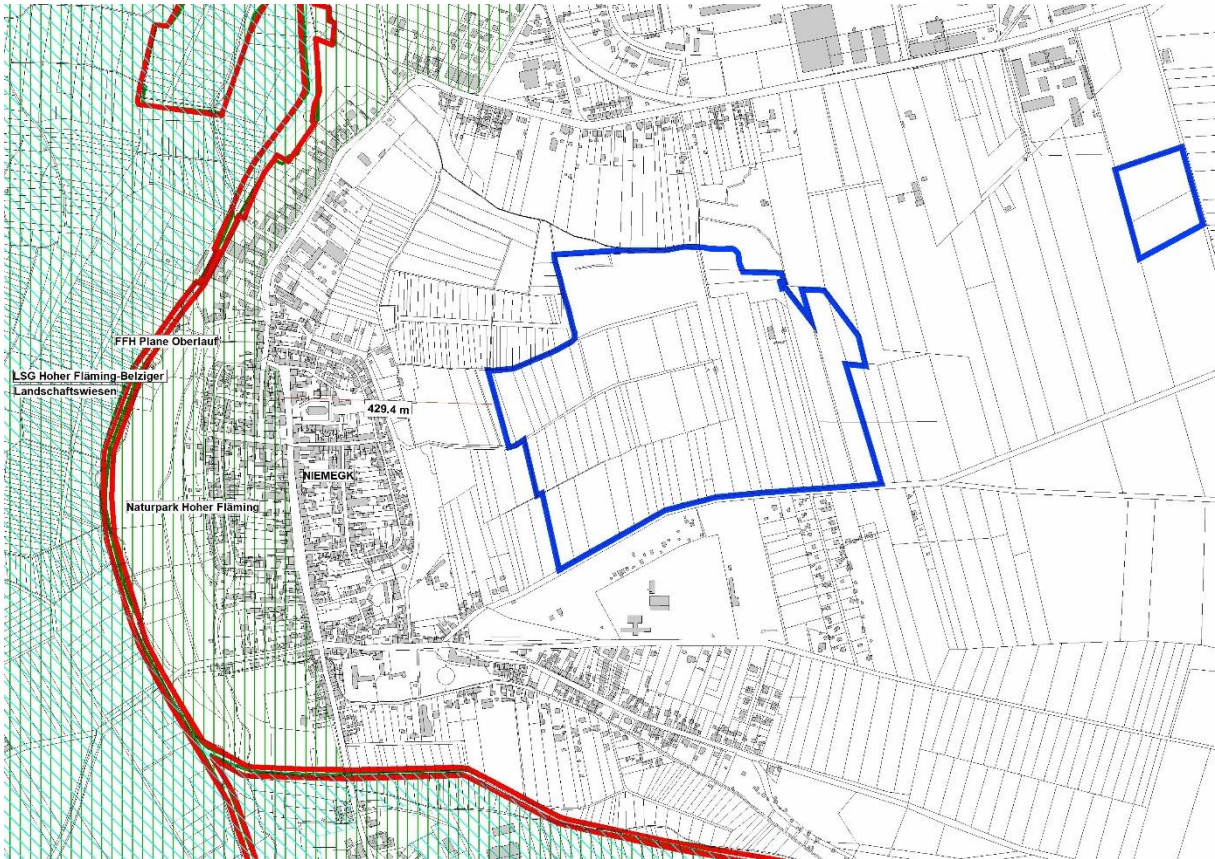 FFH Plane Oberlauf
LSG Hoher Fläming-Belziger
Landschaftswiesen
429.4 m
NIEMEGK
Naturpark Hoher Fläming